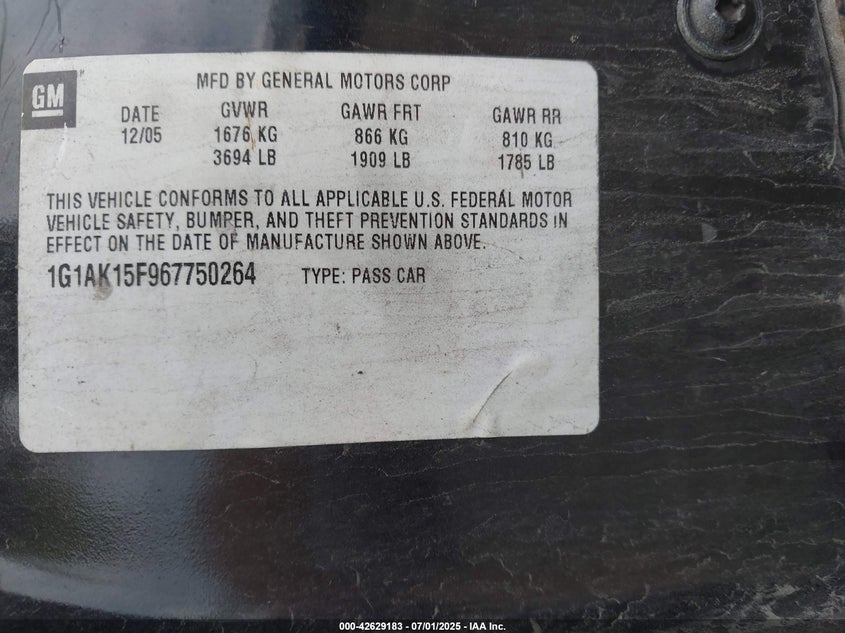 GM
MFD BY GENERAL MOTORS CORP
DATE GVWR GAWR FRT GAWR RR
12/05 1676 KG 866 KG 810 KG
3694 LB 1909 LB 1785 LB
THIS VEHICLE CONFORMS TO ALL APPLICABLE U.S. FEDERAL MOTOR
VEHICLE SAFETY, BUMPER, AND THEFT PREVENTION STANDARDS IN
EFFECT ON THE DATE OF MANUFACTURE SHOWN ABOVE.
1G1AK15F967750264 TYPE: PASS CAR
000-42629183 - 07/01/2025 - IAA Inc.